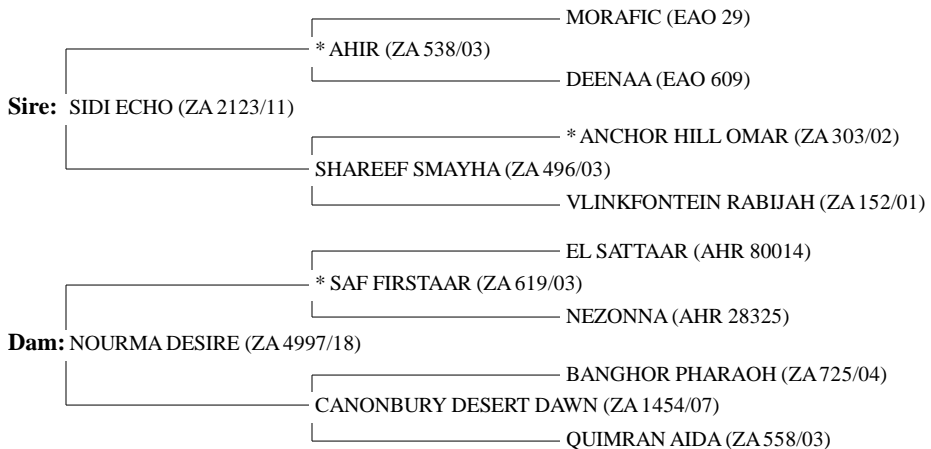 MORAFIC (EAO 29)
* AHIR (ZA 538/03)
DEENAA (EAO 609)
Sire: SIDI ECHO (ZA 2123/11)
* ANCHOR HILL OMAR (ZA 303/02)
SHAREEF SMAYHA (ZA 496/03)
VLINKFONTEIN RABIJAH (ZA 152/01)
EL SATTAAR (AHR 80014)
* SAF FIRSTAAR (ZA 619/03)
NEZONNA (AHR 28325)
Dam: NOURMA DESIRE (ZA 4997/18)
BANGHOR PHARAOH (ZA 725/04)
CANONBURY DESERT DAWN (ZA 1454/07)
QUIMRAN AIDA (ZA 558/03)